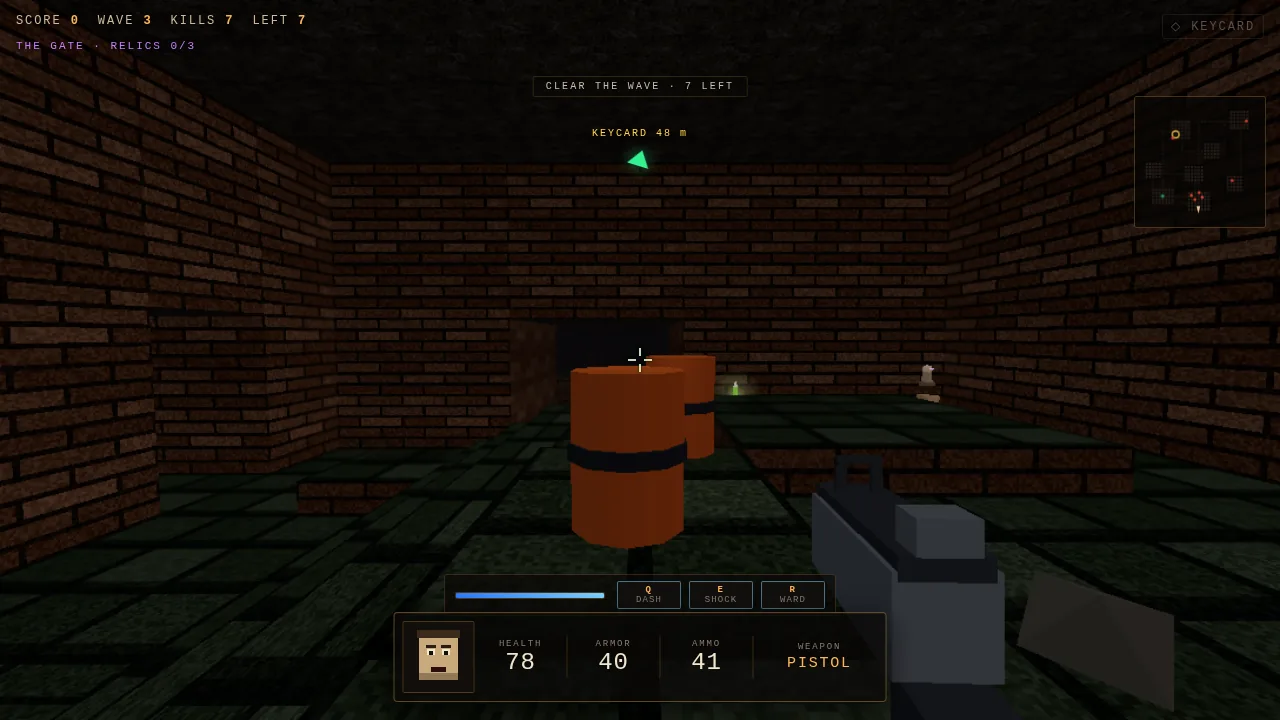 SCORE 0 WAVE 3 KILLS 7 LEFT 7
◇ KEYCARD
THE GATE · RELICS 0/3
CLEAR THE WAVE · 7 LEFT
KEYCARD 48 m
Q DASH
E SHOCK
R WARD
HEALTH 78
ARMOR 40
AMMO 41
WEAPON PISTOL